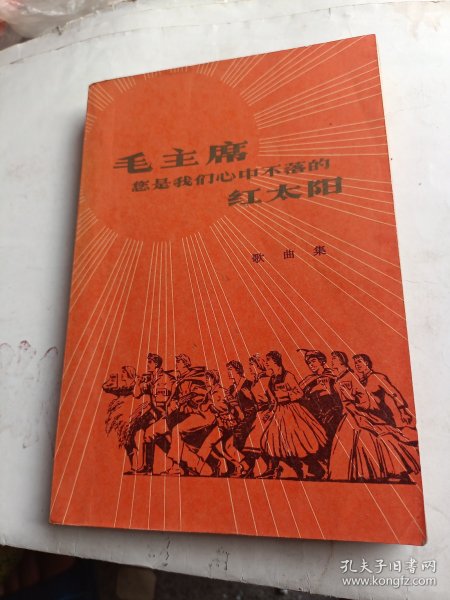 毛主席
您是我们心中不落的
红太阳
歌曲集
孔夫子旧书网
www.kongfz.com